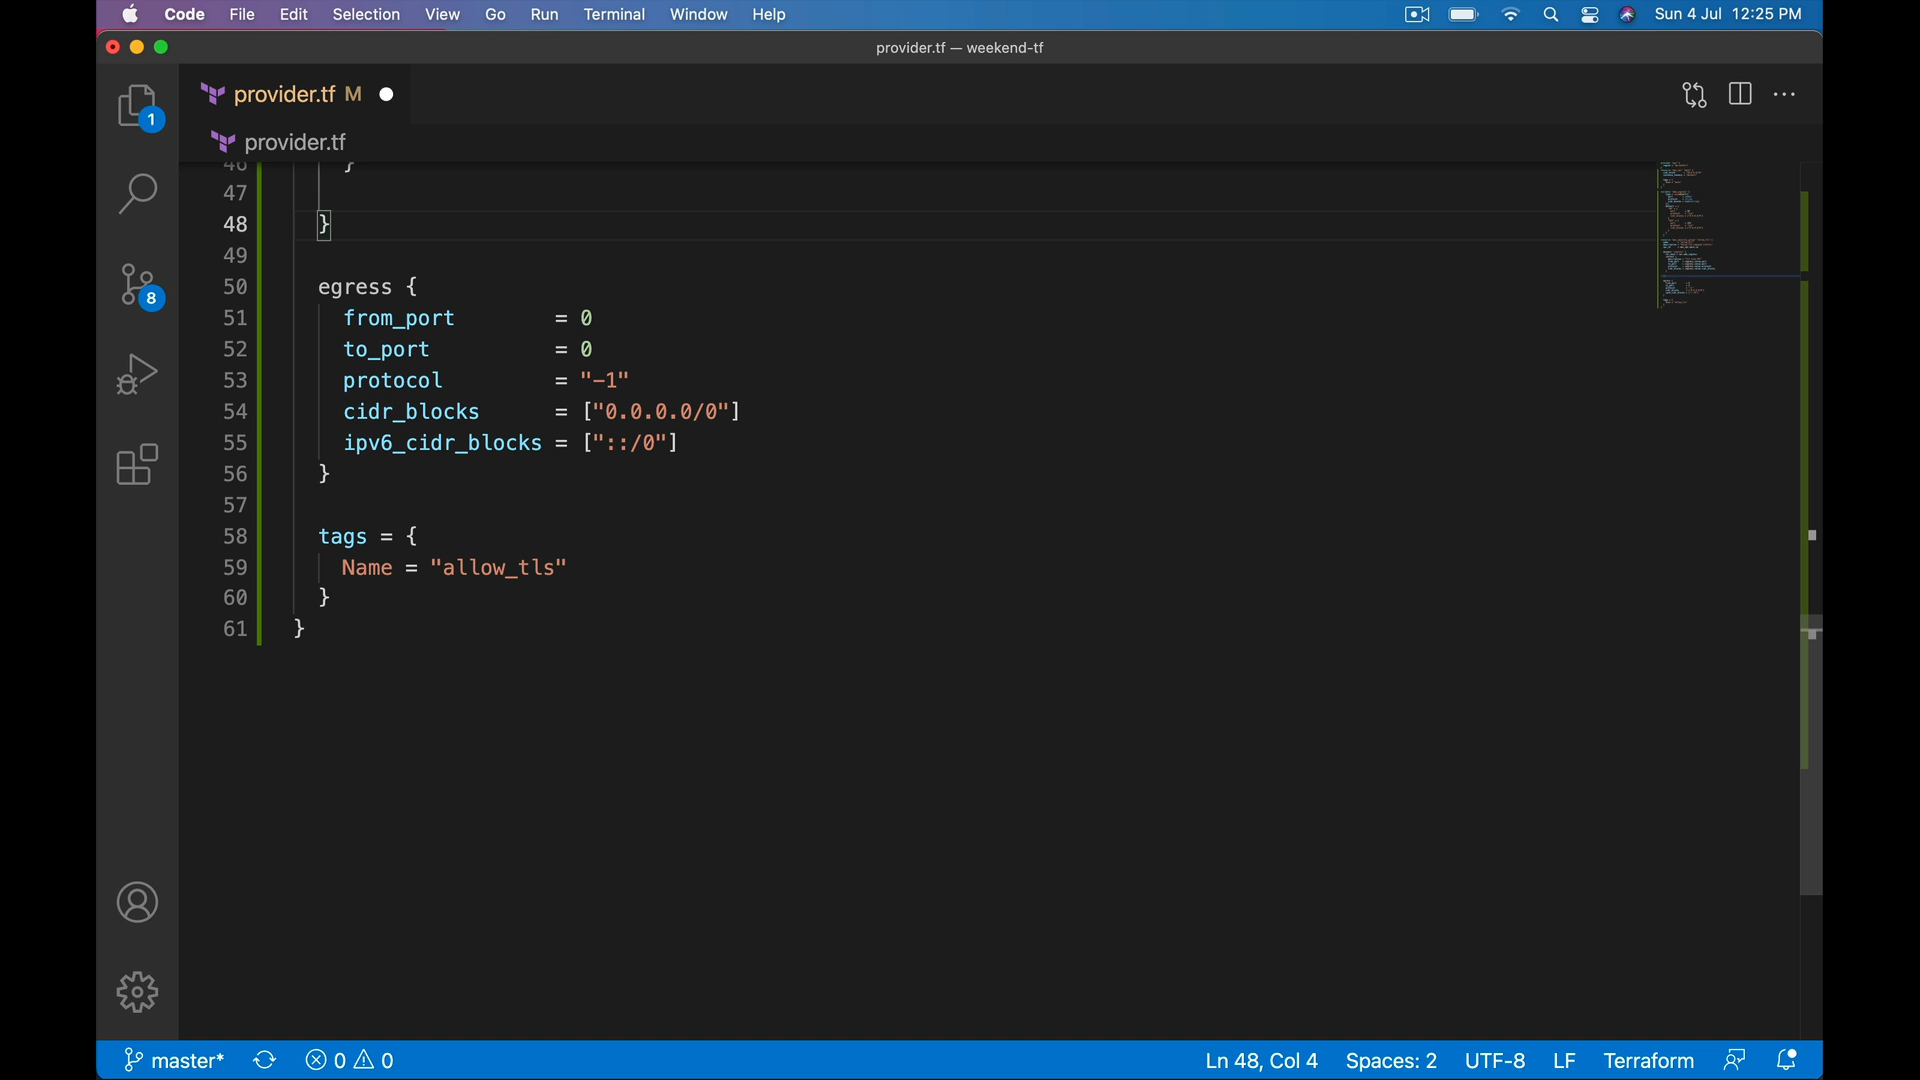 Code File Edit Selection View Go Run Terminal Window Help Sun 4 Jul 12:25 PM
provider.tf — weekend-tf
provider.tf M
1
provider.tf
46 }
47
48 }
49
8
50 egress {
51 from_port = 0
52 to_port = 0
53 protocol = "-1"
54 cidr_blocks = ["0.0.0.0/0"]
55 ipv6_cidr_blocks = ["::/0"]
56 }
57
58 tags = {
59 Name = "allow_tls"
60 }
61 }
master* 0 0 Ln 48, Col 4 Spaces: 2 UTF-8 LF Terraform